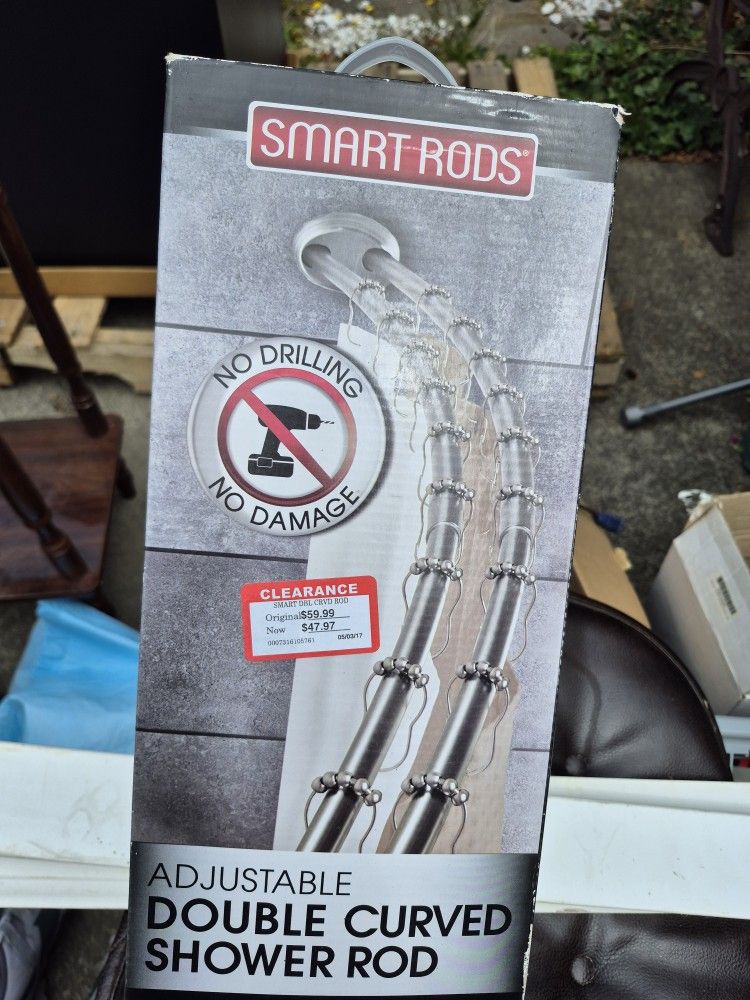 SMART RODS®
NO DRILLING
NO DAMAGE
CLEARANCE
SMART DBL CRVD ROD
Original $59.99
Now $47.97
05/03/17
0007316105761
ADJUSTABLE
DOUBLE CURVED
SHOWER ROD